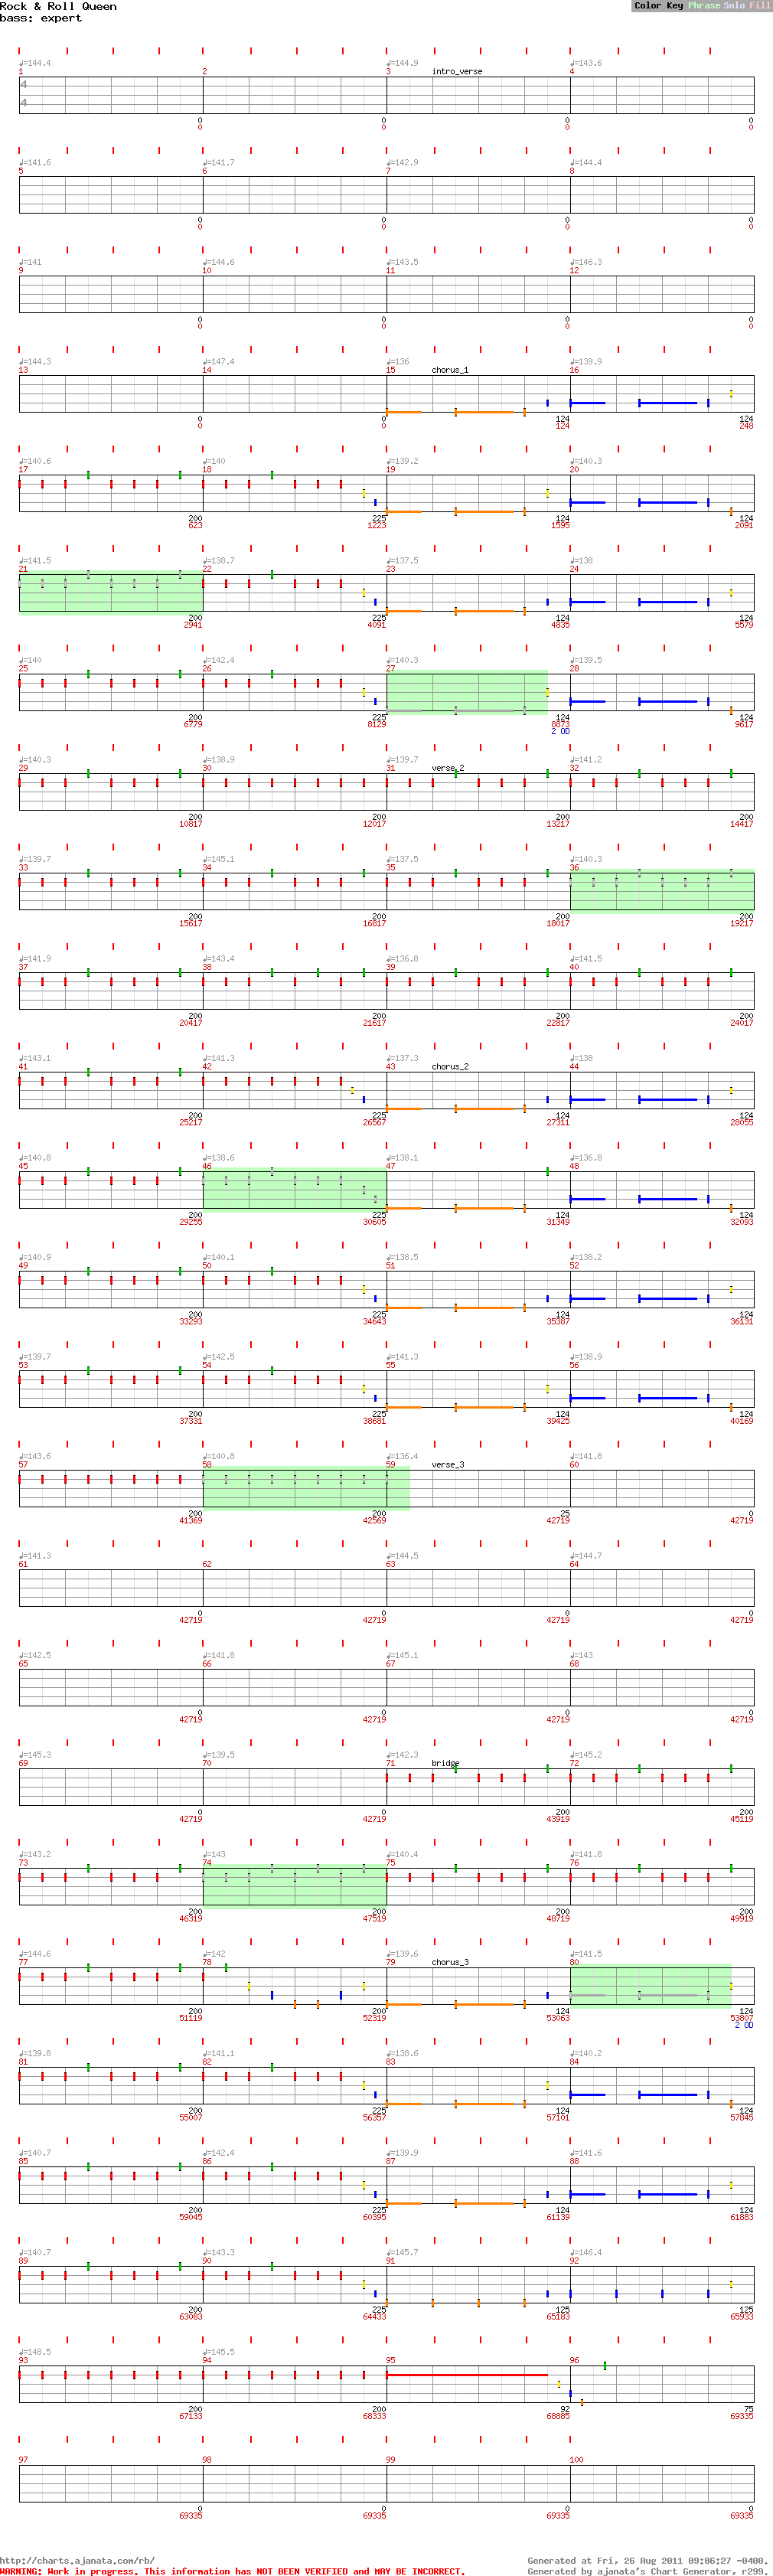 Rock & Roll Queen
Color Key Phrase Solo Fill
bass: expert
♩=144.4 ♩=144.9 ♩=143.6
1 2 3 intro_verse 4
4
4
0 0 0 0
0 0 0 0
♩=141.6 ♩=141.7 ♩=142.9 ♩=144.4
5 6 7 8
0 0 0 0
0 0 0 0
♩=141 ♩=144.6 ♩=143.5 ♩=146.3
9 10 11 12
0 0 0 0
0 0 0 0
♩=144.3 ♩=147.4 ♩=136 ♩=139.9
13 14 15 chorus_1 16
0 0 124 124
0 0 124 248
♩=140.6 ♩=140 ♩=139.2 ♩=140.3
17 18 19 20
200 225 124 124
623 1223 1595 2091
♩=141.5 ♩=138.7 ♩=137.5 ♩=138
21 22 23 24
200 225 124 124
2941 4091 4835 5579
♩=140 ♩=142.4 ♩=140.3 ♩=139.5
25 26 27 28
200 225 124 124
6779 8129 8873 9617
2 OD
♩=140.3 ♩=138.9 ♩=139.7 ♩=141.2
29 30 31 verse_2 32
200 200 200 200
10817 12017 13217 14417
♩=139.7 ♩=145.1 ♩=137.5 ♩=140.3
33 34 35 36
200 200 200 200
15617 16817 18017 19217
♩=141.9 ♩=143.4 ♩=136.8 ♩=141.5
37 38 39 40
200 200 200 200
20417 21617 22817 24017
♩=143.1 ♩=141.3 ♩=137.3 ♩=138
41 42 43 chorus_2 44
200 225 124 124
25217 26567 27311 28055
♩=140.8 ♩=138.6 ♩=138.1 ♩=136.8
45 46 47 48
200 225 124 124
29255 30605 31349 32093
♩=140.9 ♩=140.1 ♩=138.5 ♩=138.2
49 50 51 52
200 225 124 124
33293 34643 35387 36131
♩=139.7 ♩=142.5 ♩=141.3 ♩=138.9
53 54 55 56
200 225 124 124
37331 38681 39425 40169
♩=143.6 ♩=140.8 ♩=136.4 ♩=141.8
57 58 59 verse_3 60
200 200 25 0
41369 42569 42719 42719
♩=141.3 ♩=144.5 ♩=144.7
61 62 63 64
0 0 0 0
42719 42719 42719 42719
♩=142.5 ♩=141.8 ♩=145.1 ♩=143
65 66 67 68
0 0 0 0
42719 42719 42719 42719
♩=145.3 ♩=139.5 ♩=142.3 ♩=145.2
69 70 71 bridge 72
0 0 200 200
42719 42719 43919 45119
♩=143.2 ♩=143 ♩=140.4 ♩=141.8
73 74 75 76
200 200 200 200
46319 47519 48719 49919
♩=144.6 ♩=142 ♩=139.6 ♩=141.5
77 78 79 chorus_3 80
200 200 124 124
51119 52319 53063 53807
2 OD
♩=139.8 ♩=141.1 ♩=138.6 ♩=140.2
81 82 83 84
200 225 124 124
55007 56357 57101 57845
♩=140.7 ♩=142.4 ♩=139.9 ♩=141.6
85 86 87 88
200 225 124 124
59045 60395 61139 61883
♩=140.7 ♩=143.3 ♩=145.7 ♩=146.4
89 90 91 92
200 225 125 125
63083 64433 65183 65933
♩=148.5 ♩=145.5
93 94 95 96
200 200 92 75
67133 68333 68885 69335
97 98 99 100
0 0 0 0
69335 69335 69335 69335
http://charts.ajanata.com/rb/
Generated at Fri, 26 Aug 2011 09:06:27 -0400.
WARNING: Work in progress. This information has NOT BEEN VERIFIED and MAY BE INCORRECT.
Generated by ajanata's Chart Generator, r299.